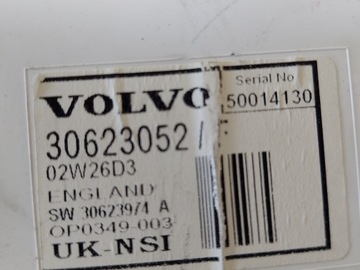 VOLVO
Serial No
50014130
30623052
02W26D3
ENGLAND
SW 30623974 A
OP0349-003
UK-NSI